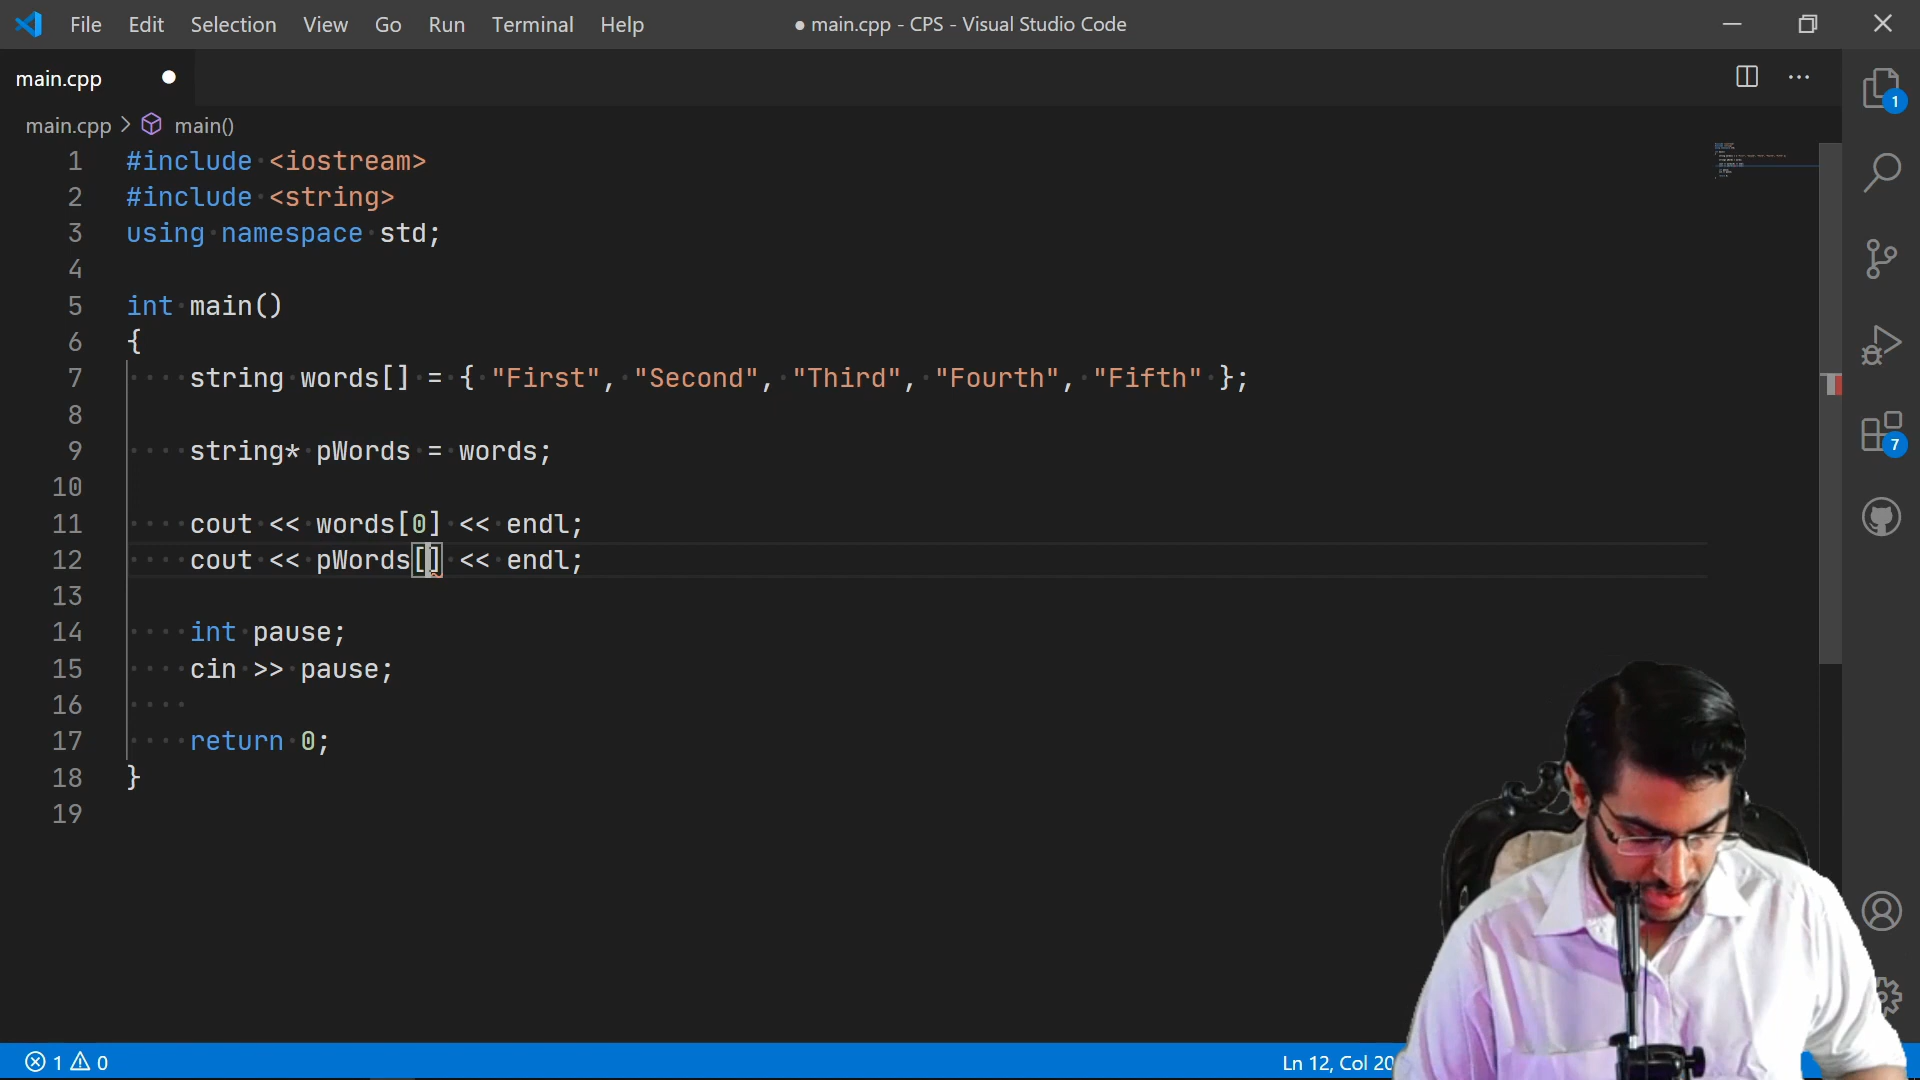 File Edit Selection View Go Run Terminal Help
● main.cpp - CPS - Visual Studio Code
main.cpp
main.cpp > main()
1
1 #include <iostream>
2 #include <string>
3 using namespace std;
4
5 int main()
6 {
7 string words[] = { "First", "Second", "Third", "Fourth", "Fifth" };
8
9 string* pWords = words;
10
11 cout << words[0] << endl;
12 cout << pWords[] << endl;
13
14 int pause;
15 cin >> pause;
16
17 return 0;
18 }
19
7
1 0
Ln 12, Col 20